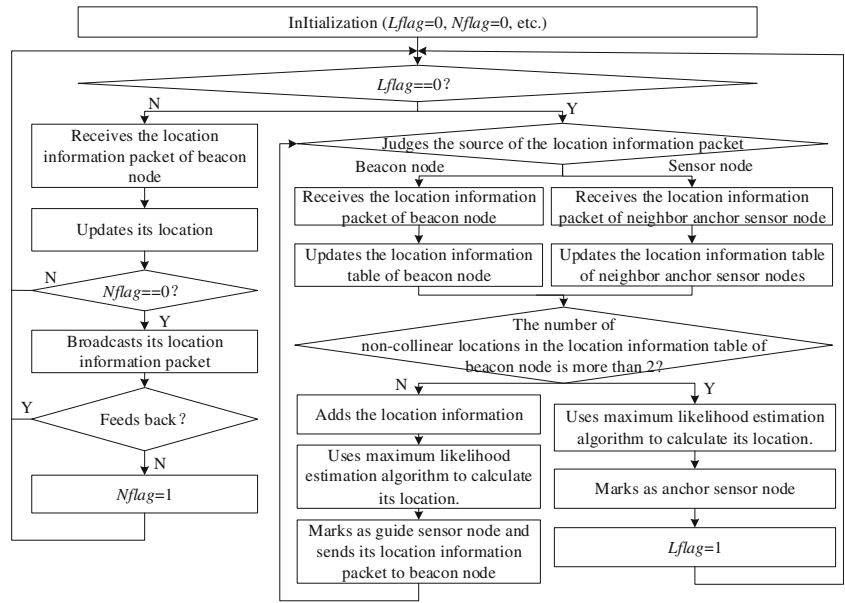 InItialization (Lflag=0, Nflag=0, etc.)
Lflag==0?
N
Y
Receives the location
information packet of beacon
node
Updates its location
N
Nflag==0?
Y
Broadcasts its location
information packet
Y
Feeds back?
N
Nflag=1
Judges the source of the location information packet
Beacon node
Sensor node
Receives the location information
packet of beacon node
Receives the location information
packet of neighbor anchor sensor node
Updates the location information
table of beacon node
Updates the location information table
of neighbor anchor sensor nodes
The number of
non-collinear locations in the location information table of
beacon node is more than 2?
N
Y
Adds the location information
Uses maximum likelihood
estimation algorithm to calculate
its location.
Marks as guide sensor node and
sends its location information
packet to beacon node
Uses maximum likelihood estimation
algorithm to calculate its location.
Marks as anchor sensor node
Lflag=1